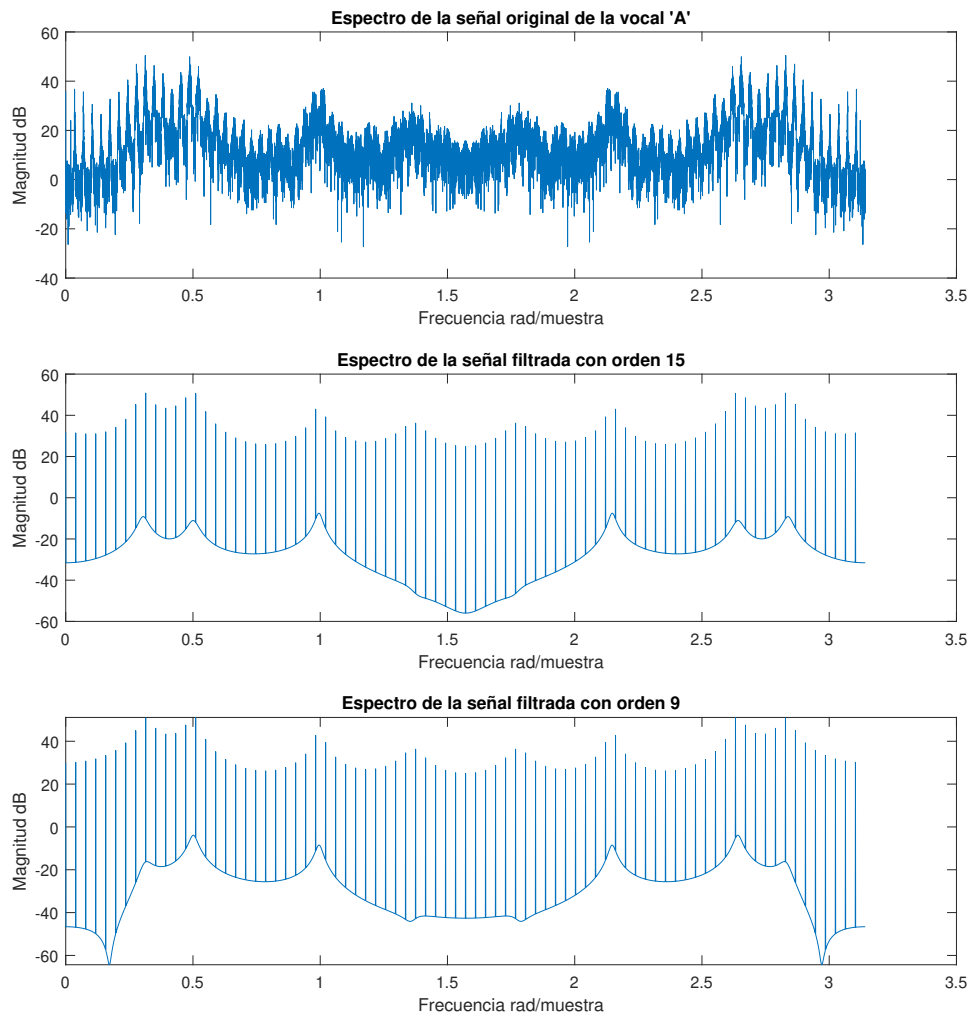 Espectro de la señal original de la vocal 'A'
60
40
20
0
-20
-40
Magnitud dB
0 0.5 1 1.5 2 2.5 3 3.5
Frecuencia rad/muestra
Espectro de la señal filtrada con orden 15
60
40
20
0
-20
-40
-60
Magnitud dB
0 0.5 1 1.5 2 2.5 3 3.5
Frecuencia rad/muestra
Espectro de la señal filtrada con orden 9
40
20
0
-20
-40
-60
Magnitud dB
0 0.5 1 1.5 2 2.5 3 3.5
Frecuencia rad/muestra